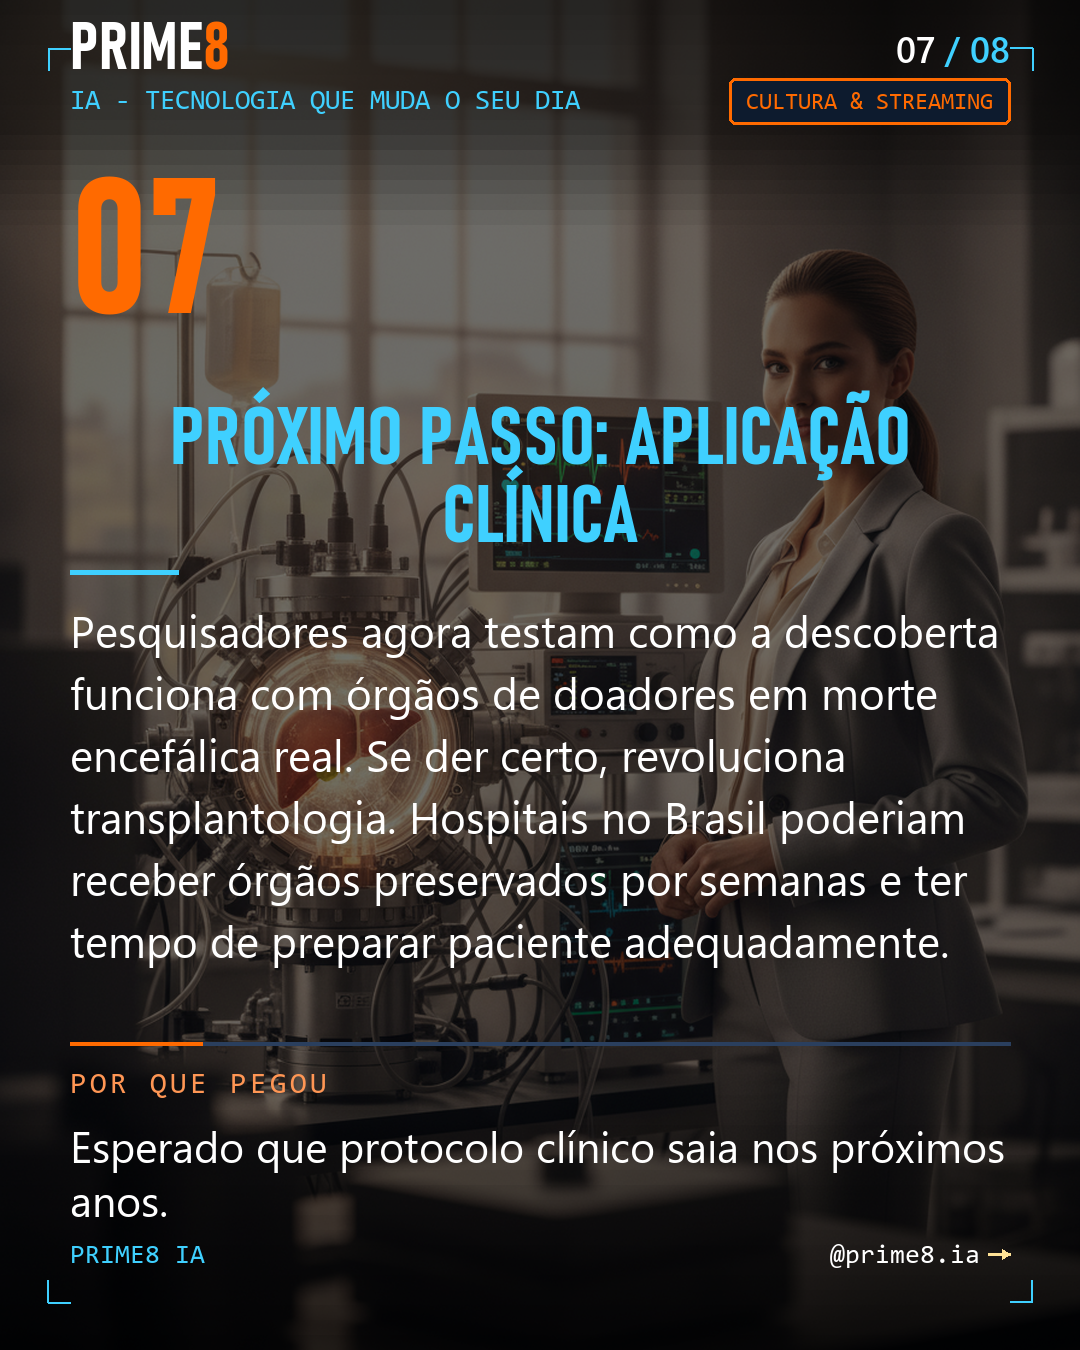 PRIME8
IA - TECNOLOGIA QUE MUDA O SEU DIA
07 / 08
CULTURA & STREAMING
07
PRÓXIMO PASSO: APLICAÇÃO
CLÍNICA
Pesquisadores agora testam como a descoberta
funciona com órgãos de doadores em morte
encefálica real. Se der certo, revoluciona
transplantologia. Hospitais no Brasil poderiam
receber órgãos preservados por semanas e ter
tempo de preparar paciente adequadamente.
POR QUE PEGOU
Esperado que protocolo clínico saia nos próximos
anos.
PRIME8 IA
@prime8.ia